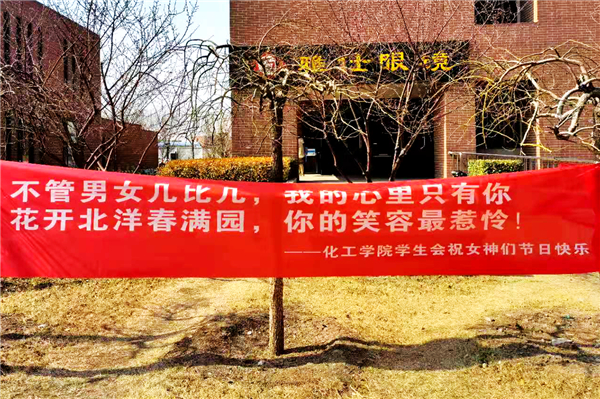 雅仕眼镜
不管男女几比几，我的心里只有你
花开北洋春满园，你的笑容最惹怜！
——化工学院学生会祝女神们节日快乐